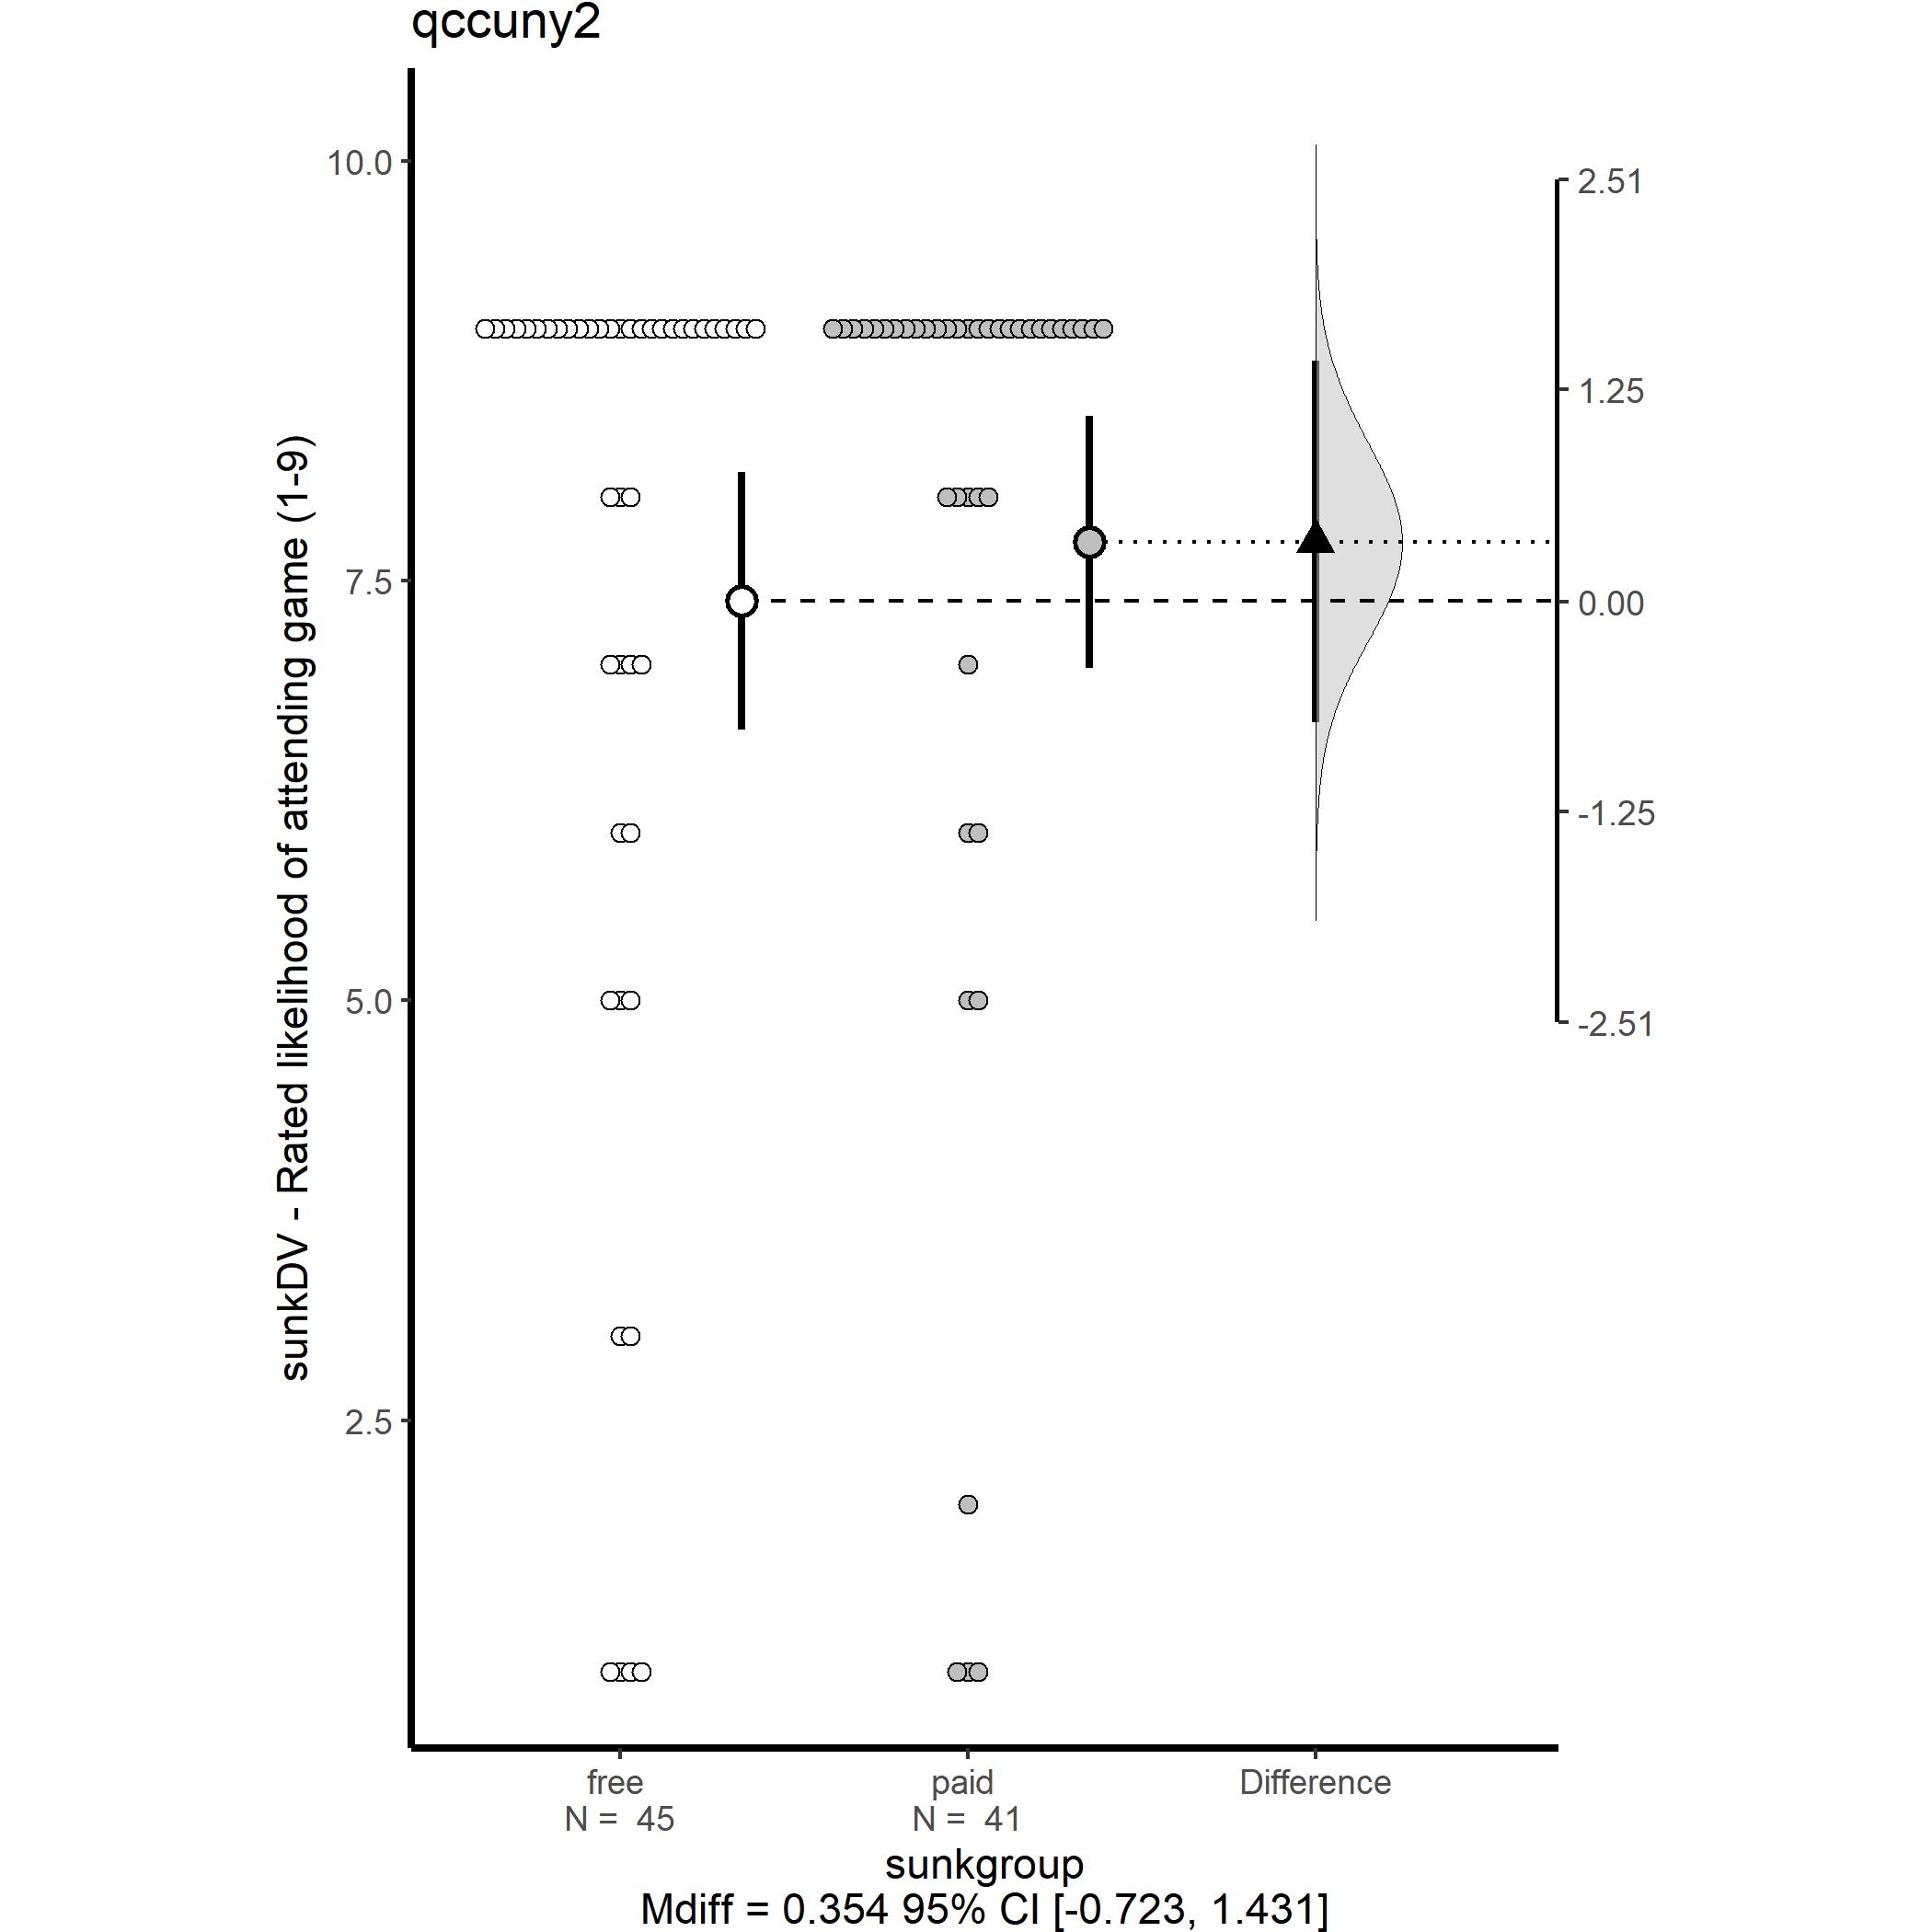 qccuny2
sunkDV - Rated likelihood of attending game (1-9)
10.0
7.5
5.0
2.5
2.51
1.25
0.00
-1.25
-2.51
free
N =  45
paid
N =  41
Difference
sunkgroup
Mdiff = 0.354 95% CI [-0.723, 1.431]